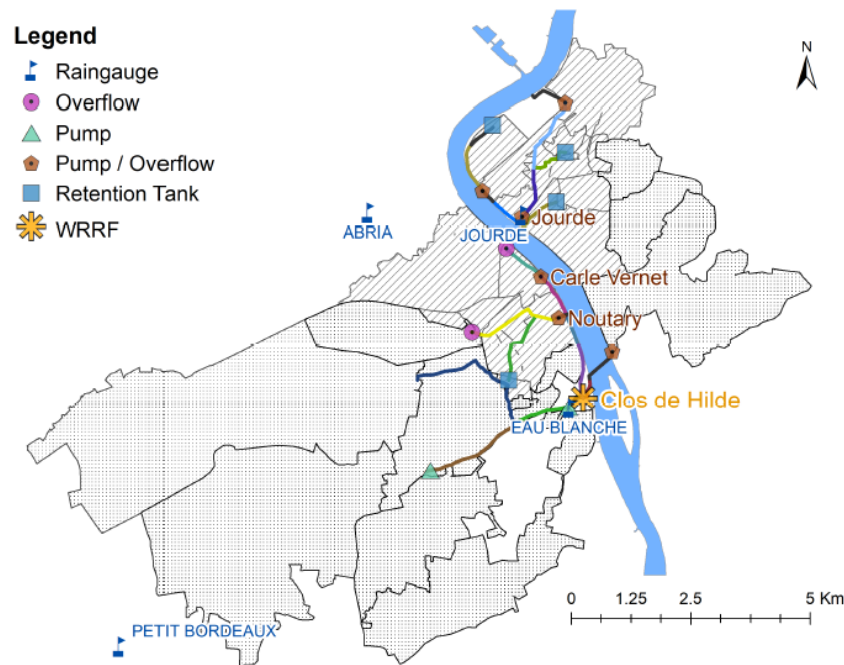 Legend
Raingauge
Overflow
Pump
Pump / Overflow
Retention Tank
WRRF
N
ABRIA
Jourde
JOURDE
Carle Vernet
Noutary
Clos de Hilde
EAU BLANCHE
PETIT BORDEAUX
0 1.25 2.5 5 Km